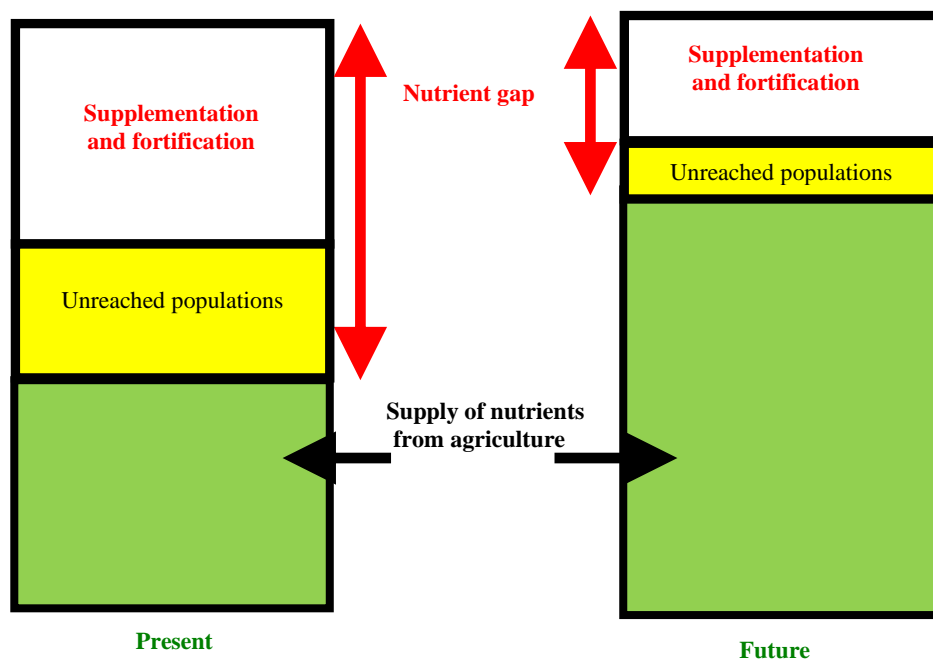 Supplementation
and fortification
Nutrient gap
Supplementation
and fortification
Unreached populations
Unreached populations
Supply of nutrients
from agriculture
Present
Future